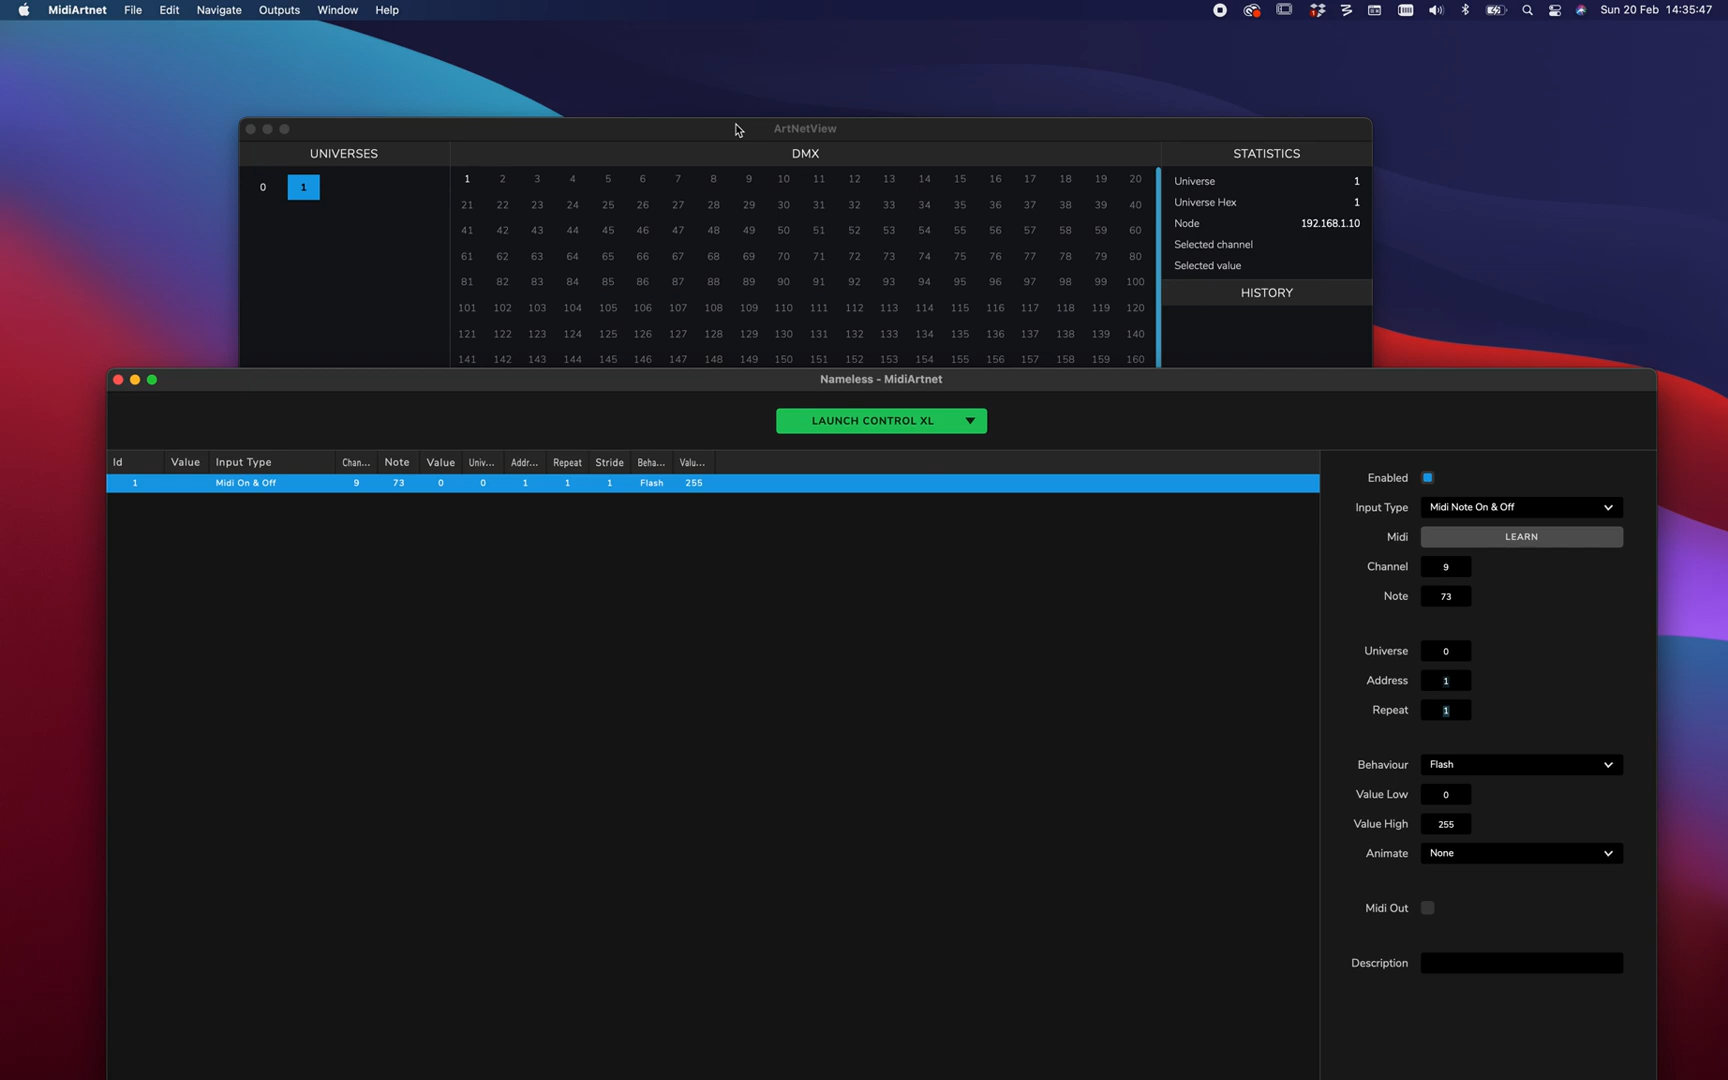 MidiArtnet File Edit Navigate Outputs Window Help Sun 20 Feb 14:35:47
ArtNetView
UNIVERSES DMX STATISTICS
0 1
1 2 3 4 5 6 7 8 9 10 11 12 13 14 15 16 17 18 19 20
21 22 23 24 25 26 27 28 29 30 31 32 33 34 35 36 37 38 39 40
41 42 43 44 45 46 47 48 49 50 51 52 53 54 55 56 57 58 59 60
61 62 63 64 65 66 67 68 69 70 71 72 73 74 75 76 77 78 79 80
81 82 83 84 85 86 87 88 89 90 91 92 93 94 95 96 97 98 99 100
101 102 103 104 105 106 107 108 109 110 111 112 113 114 115 116 117 118 119 120
121 122 123 124 125 126 127 128 129 130 131 132 133 134 135 136 137 138 139 140
141 142 143 144 145 146 147 148 149 150 151 152 153 154 155 156 157 158 159 160
Universe 1
Universe Hex 1
Node 192.168.1.10
Selected channel
Selected value
HISTORY
Nameless - MidiArtnet
LAUNCH CONTROL XL
Id Value Input Type Chan... Note Value Univ... Addr... Repeat Stride Beha... Valu...
1 Midi On & Off 9 73 0 0 1 1 1 Flash 255
Enabled
Input Type Midi Note On & Off
Midi LEARN
Channel 9
Note 73
Universe 0
Address 1
Repeat 1
Behaviour Flash
Value Low 0
Value High 255
Animate None
Midi Out
Description